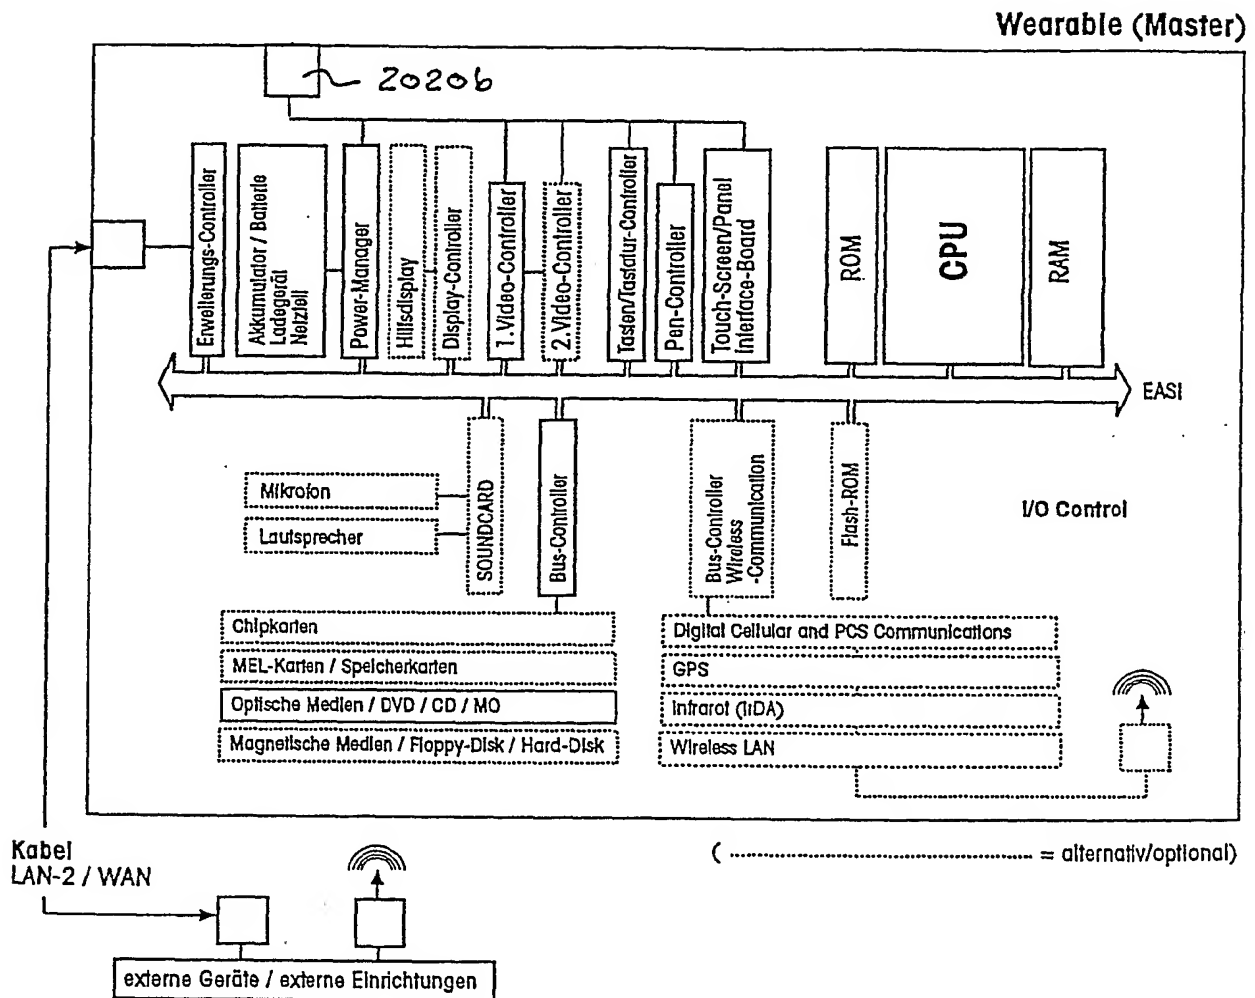 Wearable (Master)
20206
Erweiterungs-Controller
Akkumulator / Batterie
Ladegerät
Netzteil
Power-Manager
Hilfsdisplay
Display-Controller
1.Video-Controller
2.Video-Controller
Tasten/Tastatur-Controller
Pen-Controller
Touch-Screen/Panel
Interface-Board
ROM
CPU
RAM
EASI
Mikrofon
Lautsprecher
SOUNDCARD
Bus-Controller
Bus-Controller
Wireless
-Communication
Flash-ROM
I/O Control
Chipkarten
MEL-Karten / Speicherkarten
Optische Medien / DVD / CD / MO
Magnetische Medien / Floppy-Disk / Hard-Disk
Digital Cellular and PCS Communications
GPS
Infrarot (IrDA)
Wireless LAN
Kabel
LAN-2 / WAN
( ........................................ = alternativ/optional)
externe Geräte / externe Einrichtungen